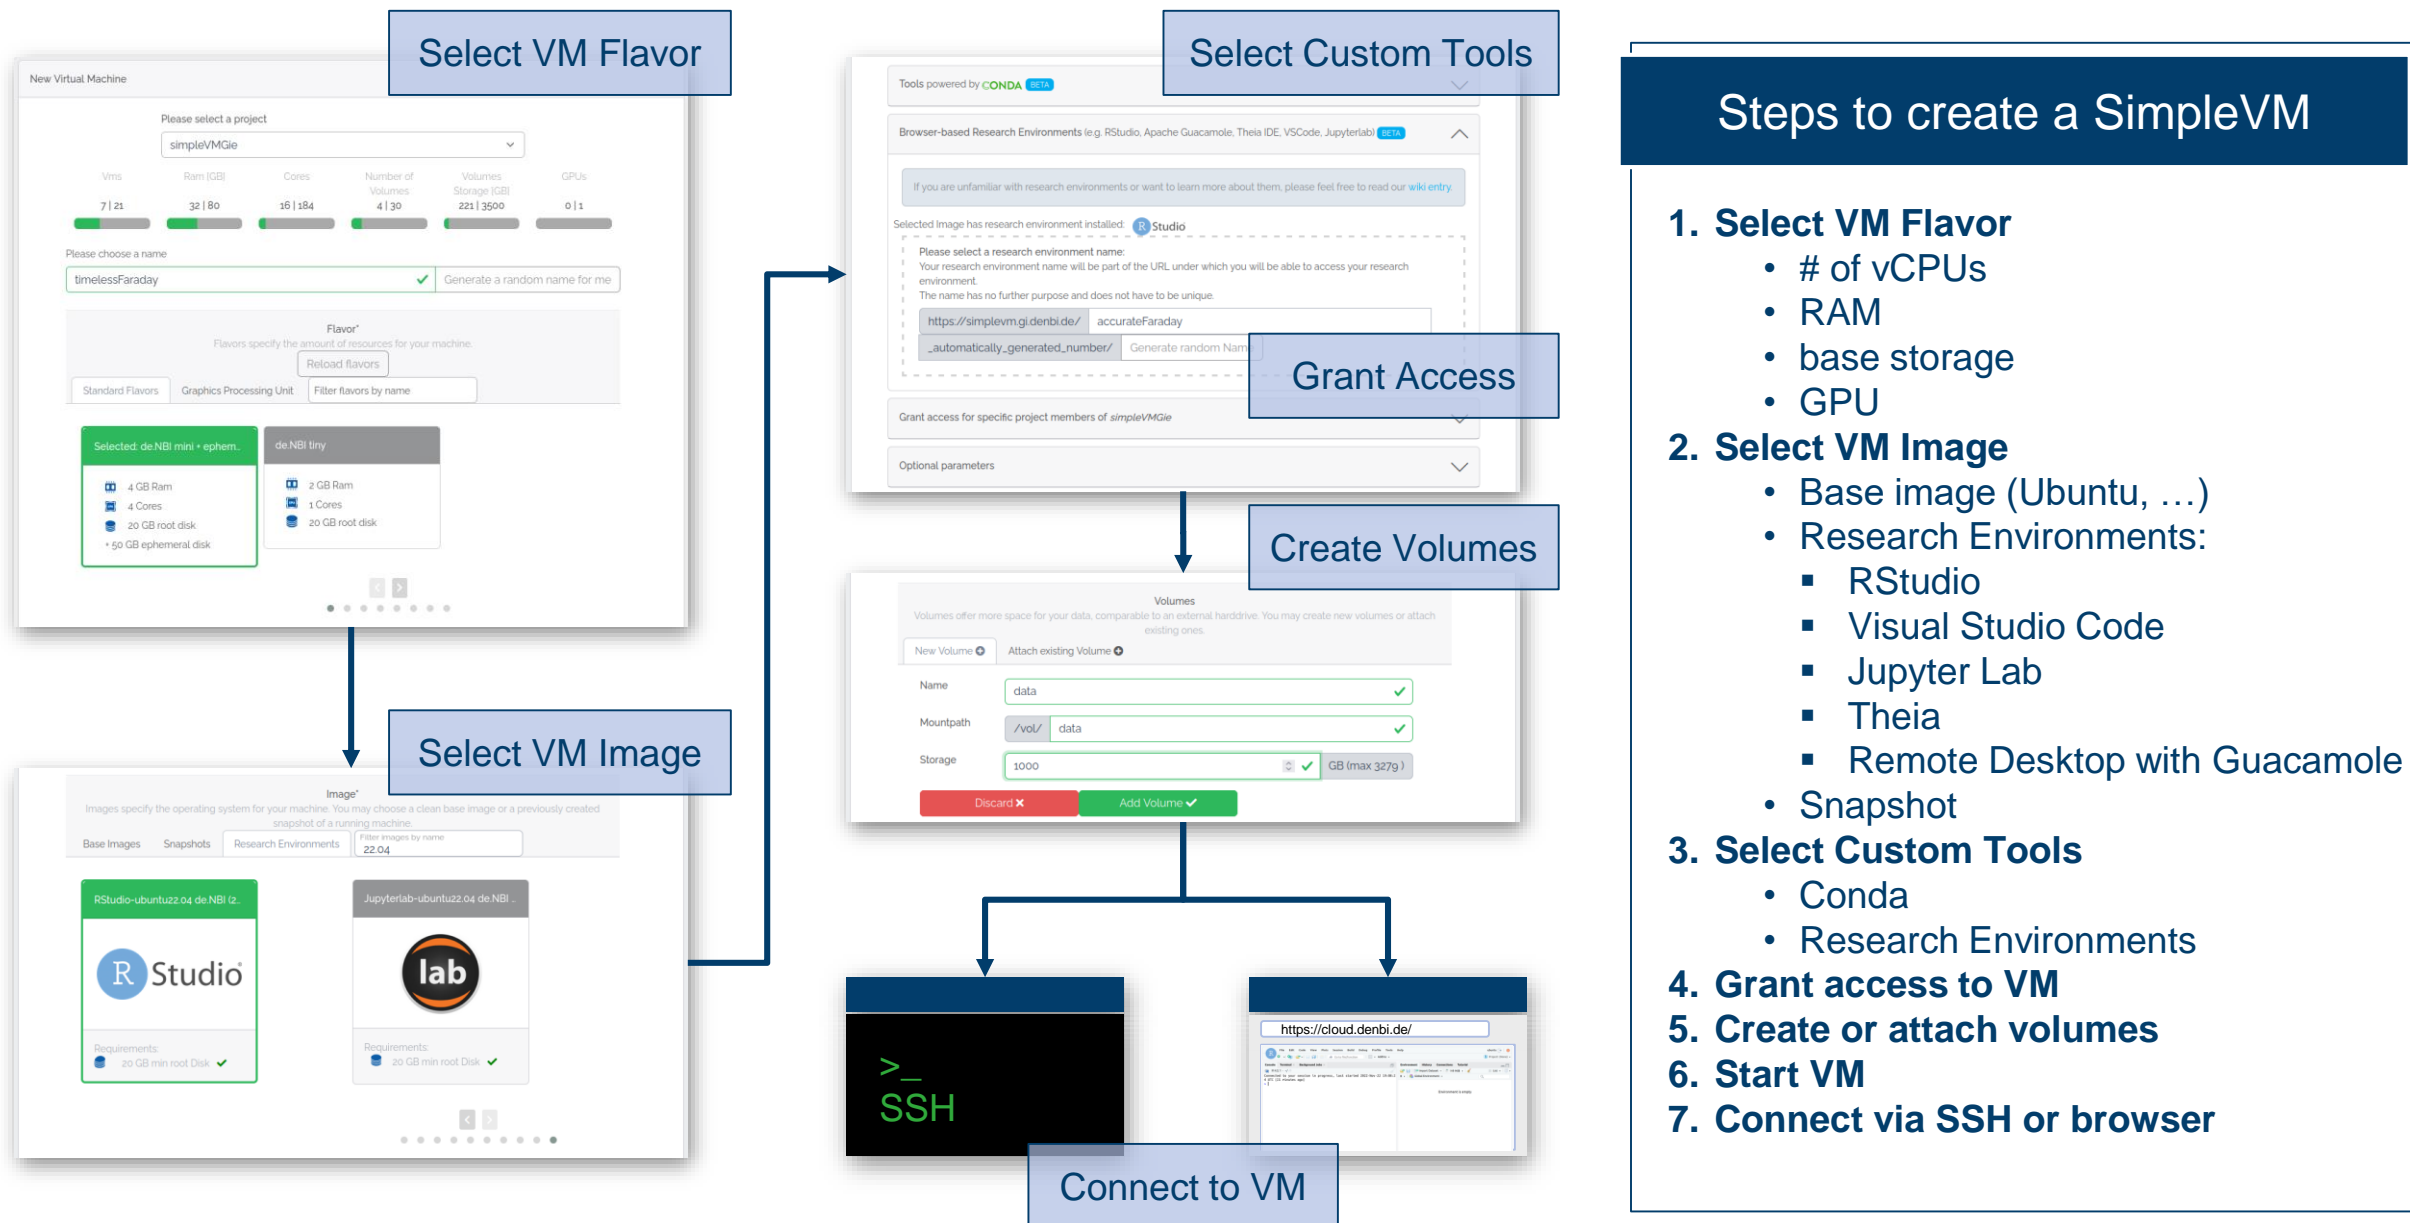 Select VM Flavor
New Virtual Machine
Please select a project
simpleVMGie
Vms
Ram [GB]
Cores
Number of
Volumes
Volumes
Storage [GB]
GPUs
7 | 21
32 | 80
16 | 184
4 | 30
221 | 3500
0 | 1
Please choose a name
timelessFaraday
Generate a random name for me
Flavor*
Flavors specify the amount of resources for your machine.
Reload flavors
Standard Flavors
Graphics Processing Unit
Filter flavors by name
Selected: de.NBI mini + ephem...
4 GB Ram
4 Cores
20 GB root disk
+ 50 GB ephemeral disk
de.NBI tiny
2 GB Ram
1 Cores
20 GB root disk
Select VM Image
Image*
Images specify the operating system for your machine. You may choose a clean base image or a previously created
snapshot of a running machine.
Base Images
Snapshots
Research Environments
Filter images by name
22.04
RStudio-ubuntu22.04 de.NBI (2...
R Studio
Requirements:
20 GB min root Disk
Jupyterlab-ubuntu22.04 de.NBI ...
lab
Requirements:
20 GB min root Disk
Select Custom Tools
Tools powered by CONDA BETA
Browser-based Research Environments (e.g. RStudio, Apache Guacamole, Theia IDE, VSCode, Jupyterlab) BETA
If you are unfamiliar with research environments or want to learn more about them, please feel free to read our wiki entry.
Selected Image has research environment installed: R Studio
Please select a research environment name:
Your research environment name will be part of the URL under which you will be able to access your research
environment.
The name has no further purpose and does not have to be unique.
https://simplevm.gi.denbi.de/
accurateFaraday
_automatically_generated_number/
Generate random Name
Grant Access
Grant access for specific project members of simpleVMGie
Optional parameters
Create Volumes
Volumes
Volumes offer more space for your data, comparable to an external harddrive. You may create new volumes or attach
existing ones.
New Volume
Attach existing Volume
Name
data
Mountpath
/vol/
data
Storage
1000
GB (max 3279 )
Discard
Add Volume
>_
SSH
https://cloud.denbi.de/
Connect to VM
Steps to create a SimpleVM
1. Select VM Flavor
• # of vCPUs
• RAM
• base storage
• GPU
2. Select VM Image
• Base image (Ubuntu, …)
• Research Environments:
▪ RStudio
▪ Visual Studio Code
▪ Jupyter Lab
▪ Theia
▪ Remote Desktop with Guacamole
• Snapshot
3. Select Custom Tools
• Conda
• Research Environments
4. Grant access to VM
5. Create or attach volumes
6. Start VM
7. Connect via SSH or browser